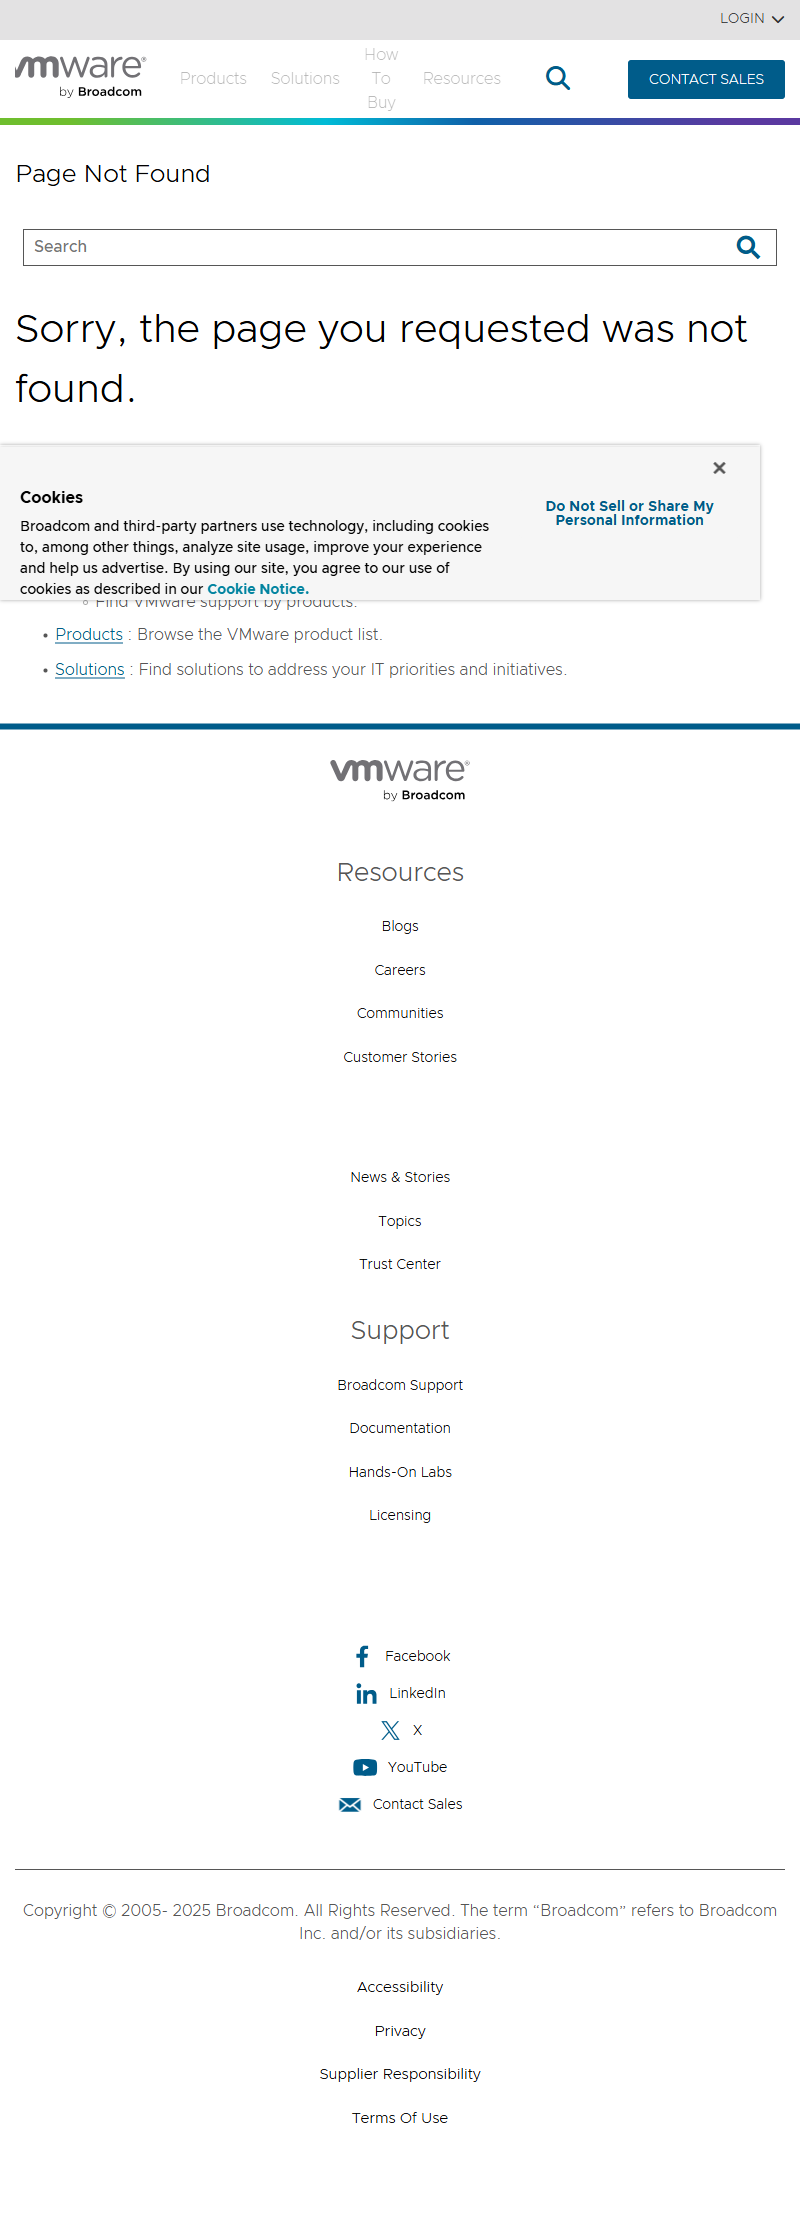 LOGIN
vmware®
by Broadcom
Products
Solutions
How
To
Buy
Resources
CONTACT SALES
Page Not Found
Search
Sorry, the page you requested was not
found.
Cookies
Broadcom and third-party partners use technology, including cookies
to, among other things, analyze site usage, improve your experience
and help us advertise. By using our site, you agree to our use of
cookies as described in our Cookie Notice.
Do Not Sell or Share My
Personal Information
Find VMware support by products.
• Products : Browse the VMware product list.
• Solutions : Find solutions to address your IT priorities and initiatives.
vmware®
by Broadcom
Resources
Blogs
Careers
Communities
Customer Stories
News & Stories
Topics
Trust Center
Support
Broadcom Support
Documentation
Hands-On Labs
Licensing
Facebook
LinkedIn
X
YouTube
Contact Sales
Copyright © 2005- 2025 Broadcom. All Rights Reserved. The term “Broadcom” refers to Broadcom
Inc. and/or its subsidiaries.
Accessibility
Privacy
Supplier Responsibility
Terms Of Use